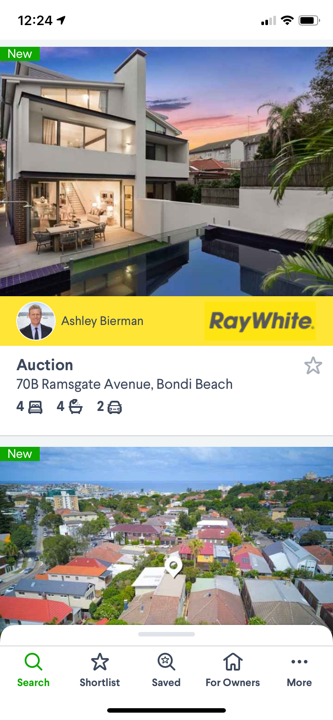 12:24
New
Ashley Bierman
RayWhite.
Auction
70B Ramsgate Avenue, Bondi Beach
4 4 2
New
Search Shortlist Saved For Owners More